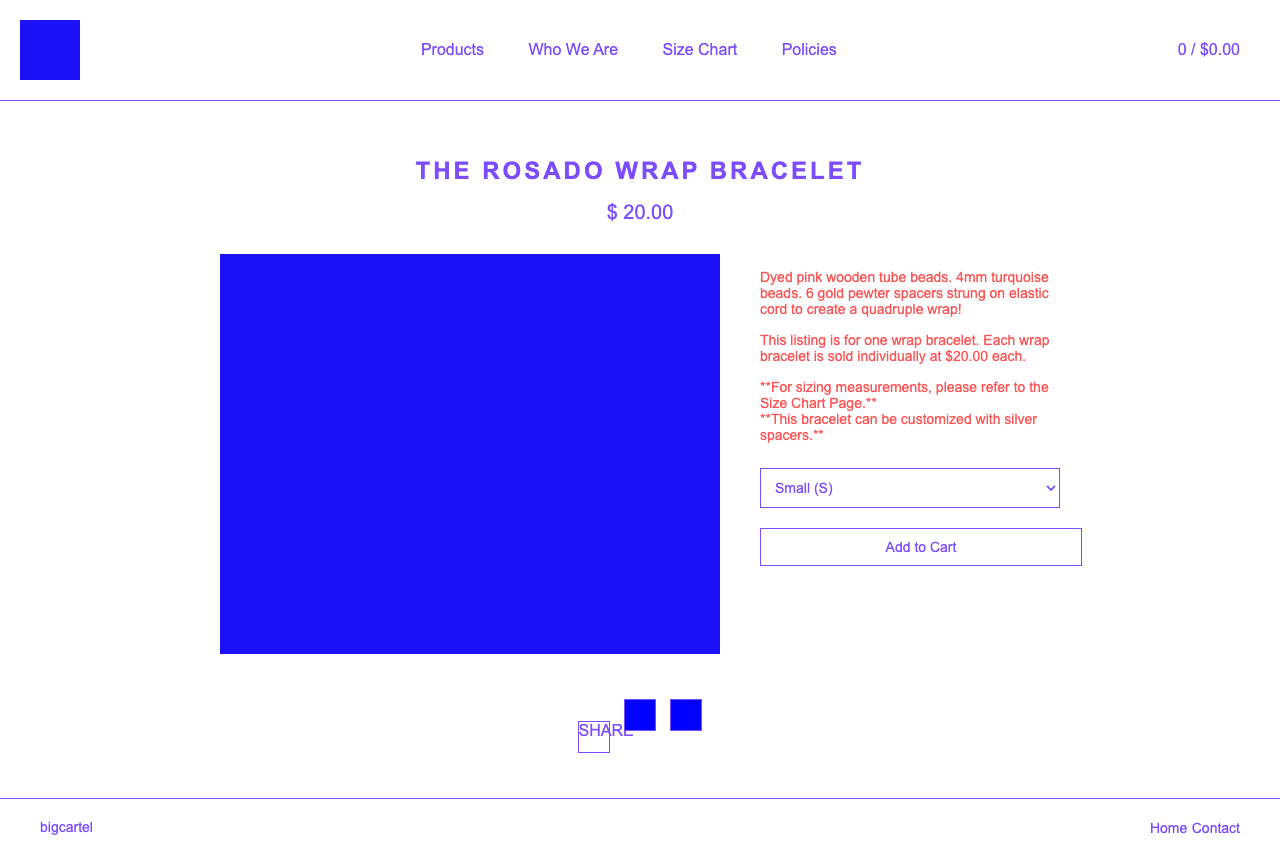 Products Who We Are Size Chart Policies 0 / $0.00
THE ROSADO WRAP BRACELET
$ 20.00
Dyed pink wooden tube beads. 4mm turquoise
beads. 6 gold pewter spacers strung on elastic
cord to create a quadruple wrap!
This listing is for one wrap bracelet. Each wrap
bracelet is sold individually at $20.00 each.
**For sizing measurements, please refer to the
Size Chart Page.**
**This bracelet can be customized with silver
spacers.**
Small (S)
Add to Cart
SHARE
bigcartel Home Contact